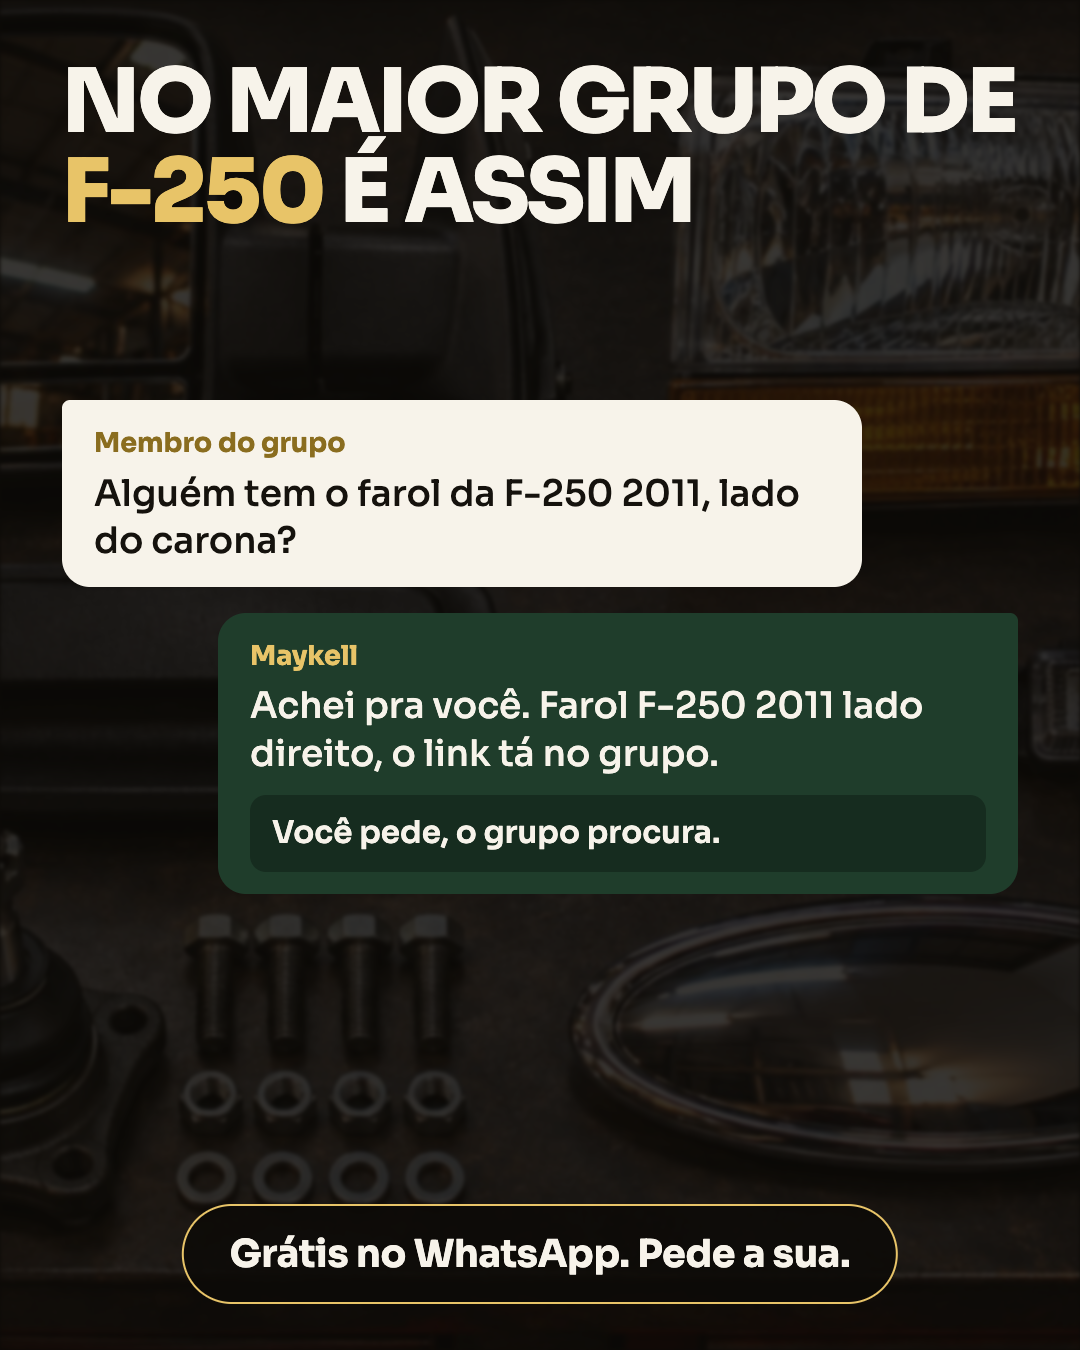 NO MAIOR GRUPO DE
F-250 É ASSIM
Membro do grupo
Alguém tem o farol da F-250 2011, lado
do carona?
Maykell
Achei pra você. Farol F-250 2011 lado
direito, o link tá no grupo.
Você pede, o grupo procura.
Grátis no WhatsApp. Pede a sua.